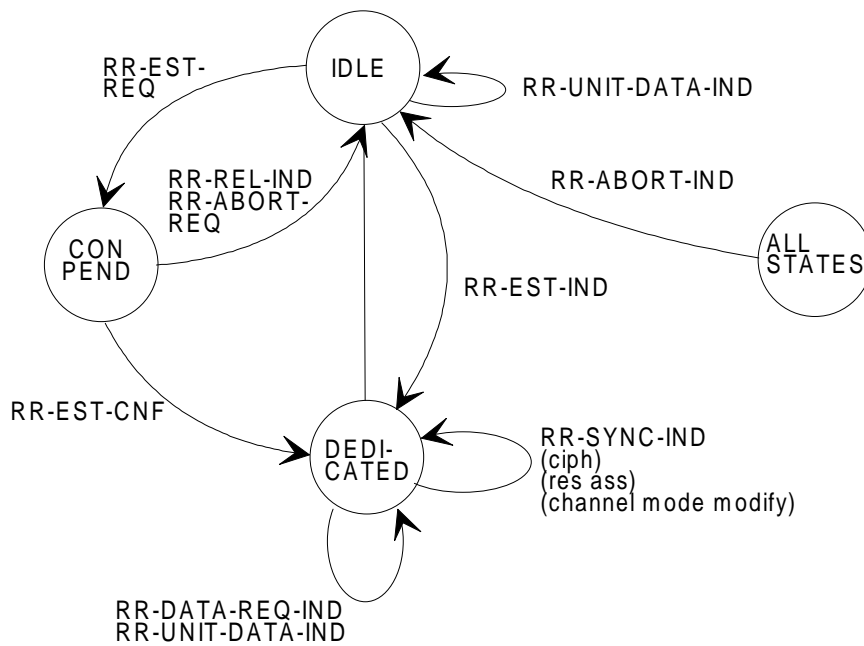 IDLE
RR-EST-
REQ
RR-UNIT-DATA-IND
RR-REL-IND
RR-ABORT-
REQ
RR-ABORT-IND
CON
PEND
ALL
STATES
RR-EST-IND
RR-EST-CNF
DEDI-
CATED
RR-SYNC-IND
(ciph)
(res ass)
(channel mode modify)
RR-DATA-REQ-IND
RR-UNIT-DATA-IND